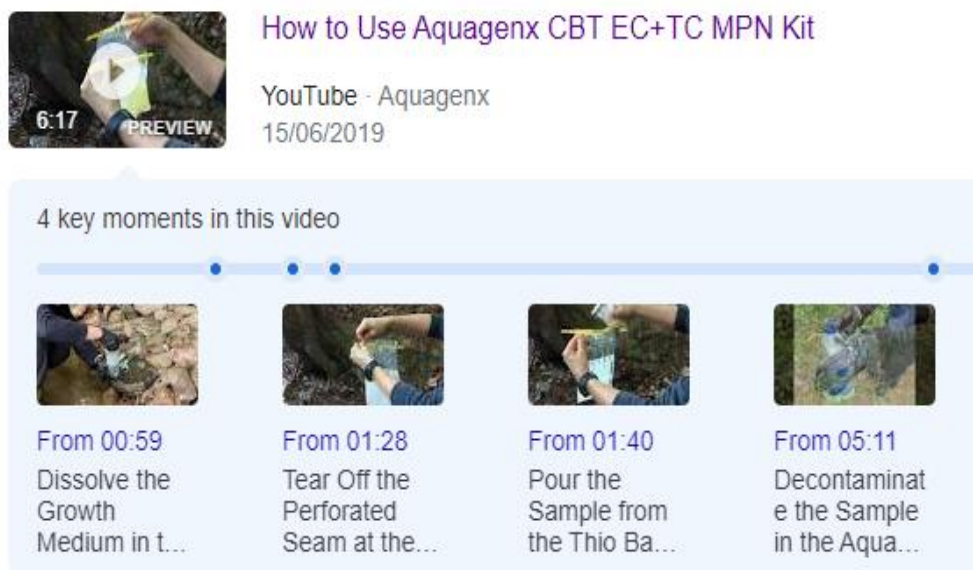 How to Use Aquagenx CBT EC+TC MPN Kit
6:17
PREVIEW
YouTube · Aquagenx
15/06/2019
4 key moments in this video
From 00:59
Dissolve the
Growth
Medium in t...
From 01:28
Tear Off the
Perforated
Seam at the...
From 01:40
Pour the
Sample from
the Thio Ba...
From 05:11
Decontaminat
e the Sample
in the Aqua...